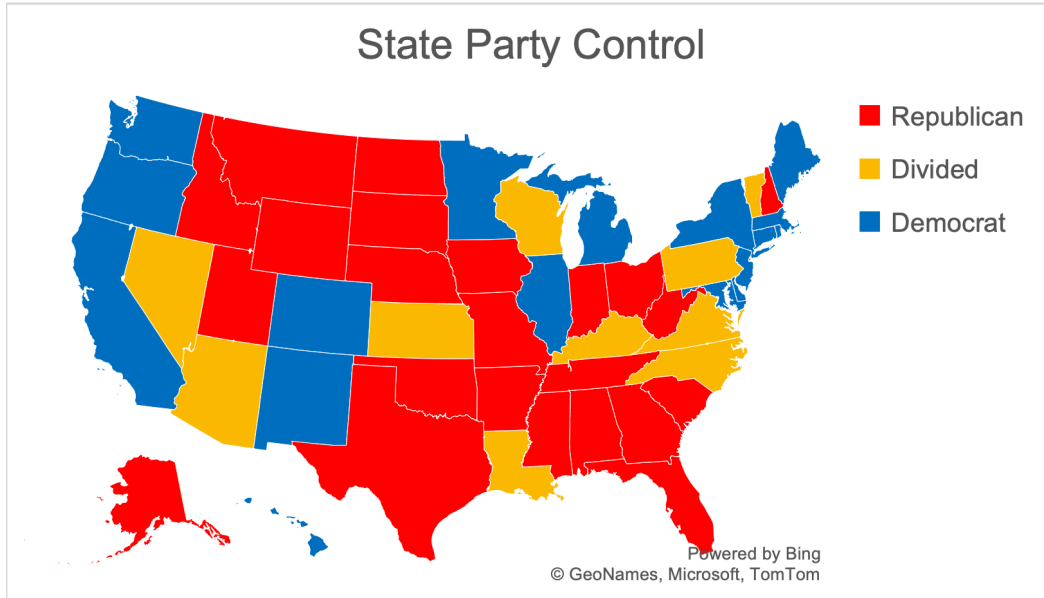 State Party Control
Republican
Divided
Democrat
Powered by Bing
© GeoNames, Microsoft, TomTom